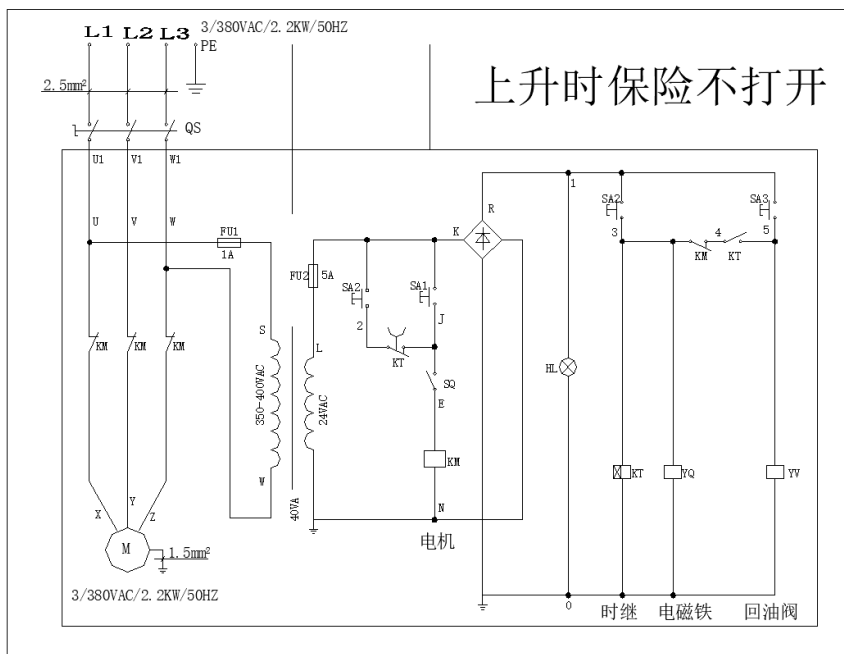 3/380VAC/2.2KW/50HZ
L1 L2 L3
PE
2.5mm²
上升时保险不打开
QS
U1 V1 W1
1
R
SA2 SA3
U V W
FU1
K
3 4 5
1A
KM KT
FU2 5A
SA2 SA1
2 J
S
KM KM KM
L
KT
HL
SQ
350-400VAC
24VAC
E
KM
KT YQ YV
W
40VA
N
X Y Z
电机
M
1.5mm²
3/380VAC/2.2KW/50HZ
0
时继 电磁铁 回油阀